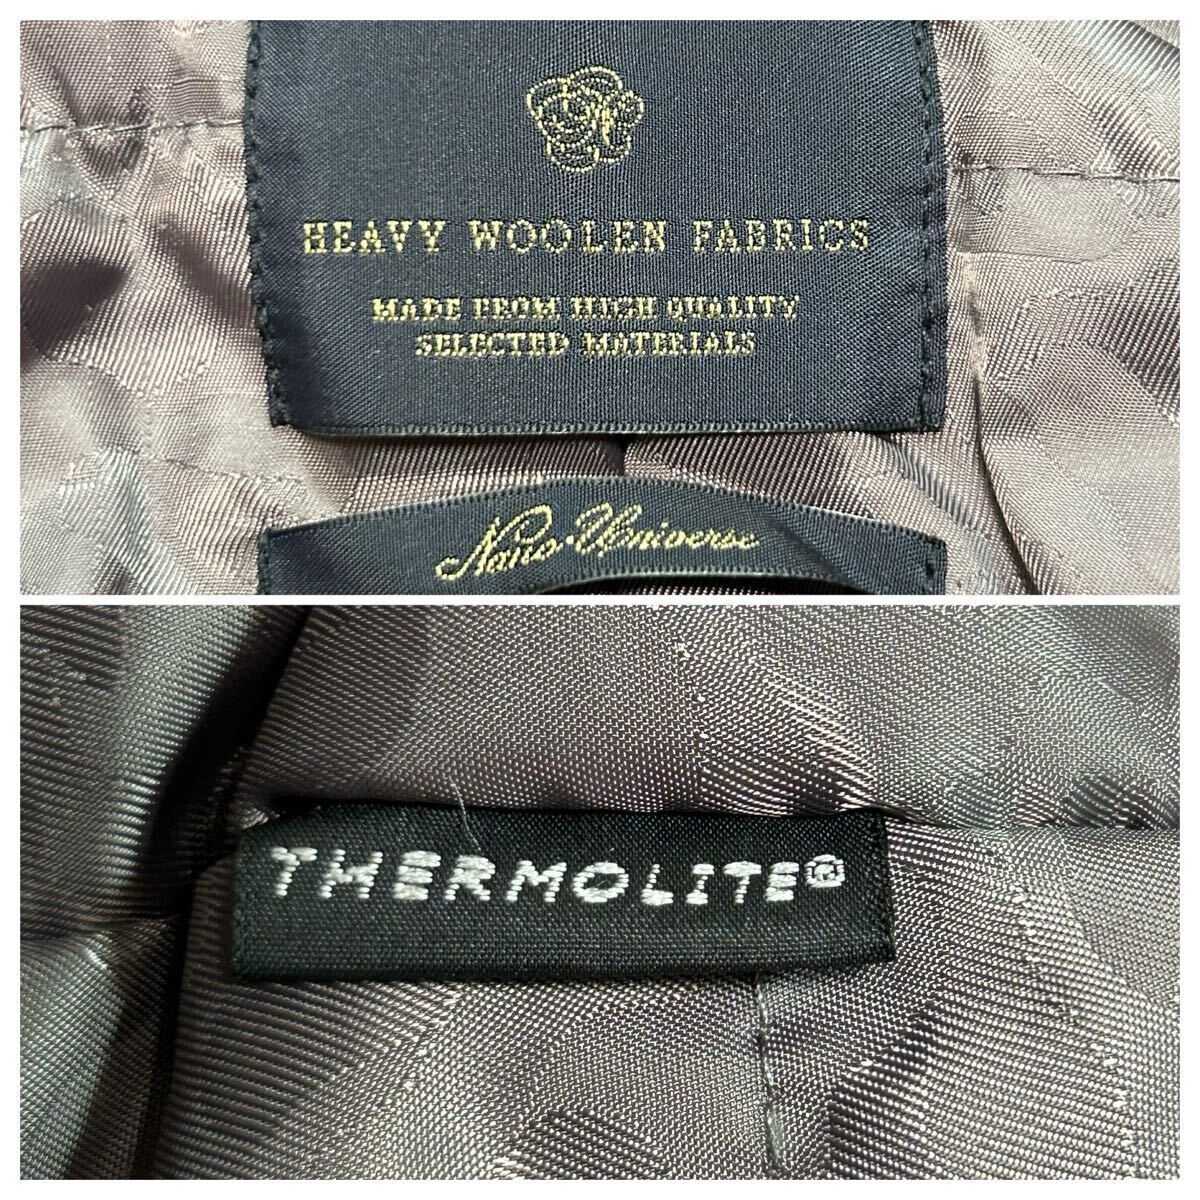 HEAVY WOOLEN FABRICS
MADE FROM HIGH QUALITY
SELECTED MATERIALS
Nano·Universe
THERMOLITE®